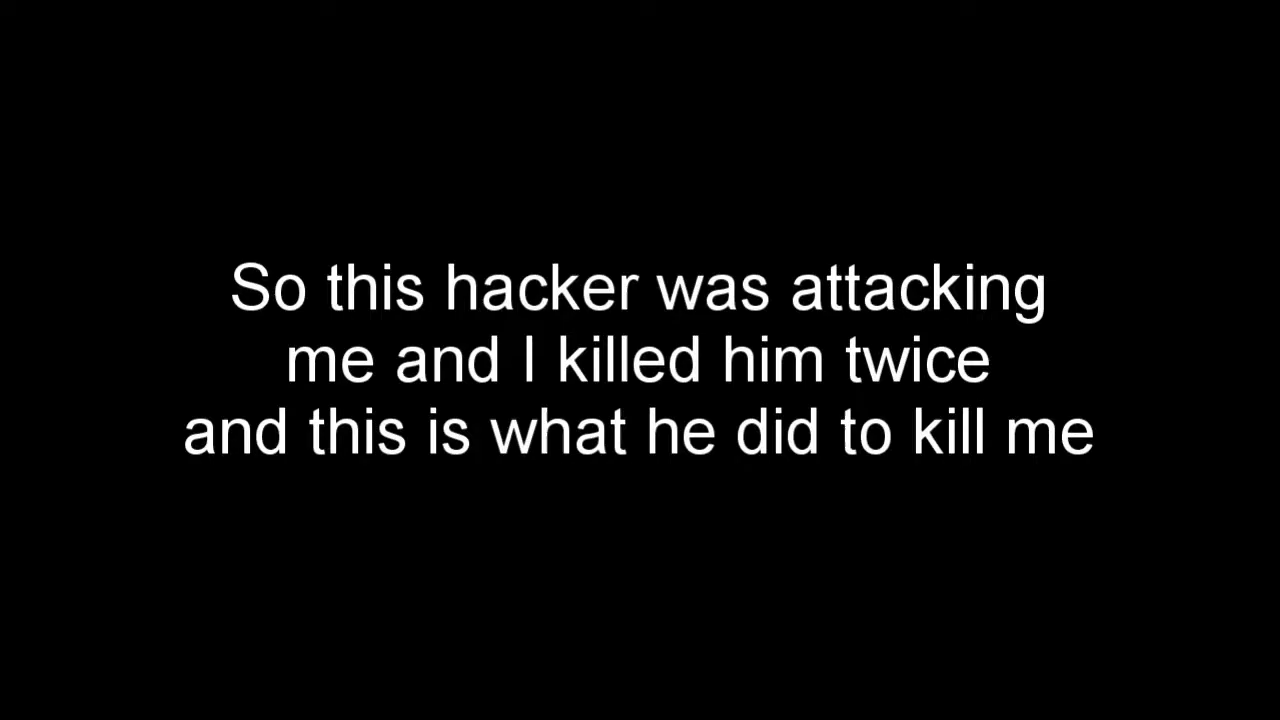 So this hacker was attacking
me and I killed him twice
and this is what he did to kill me